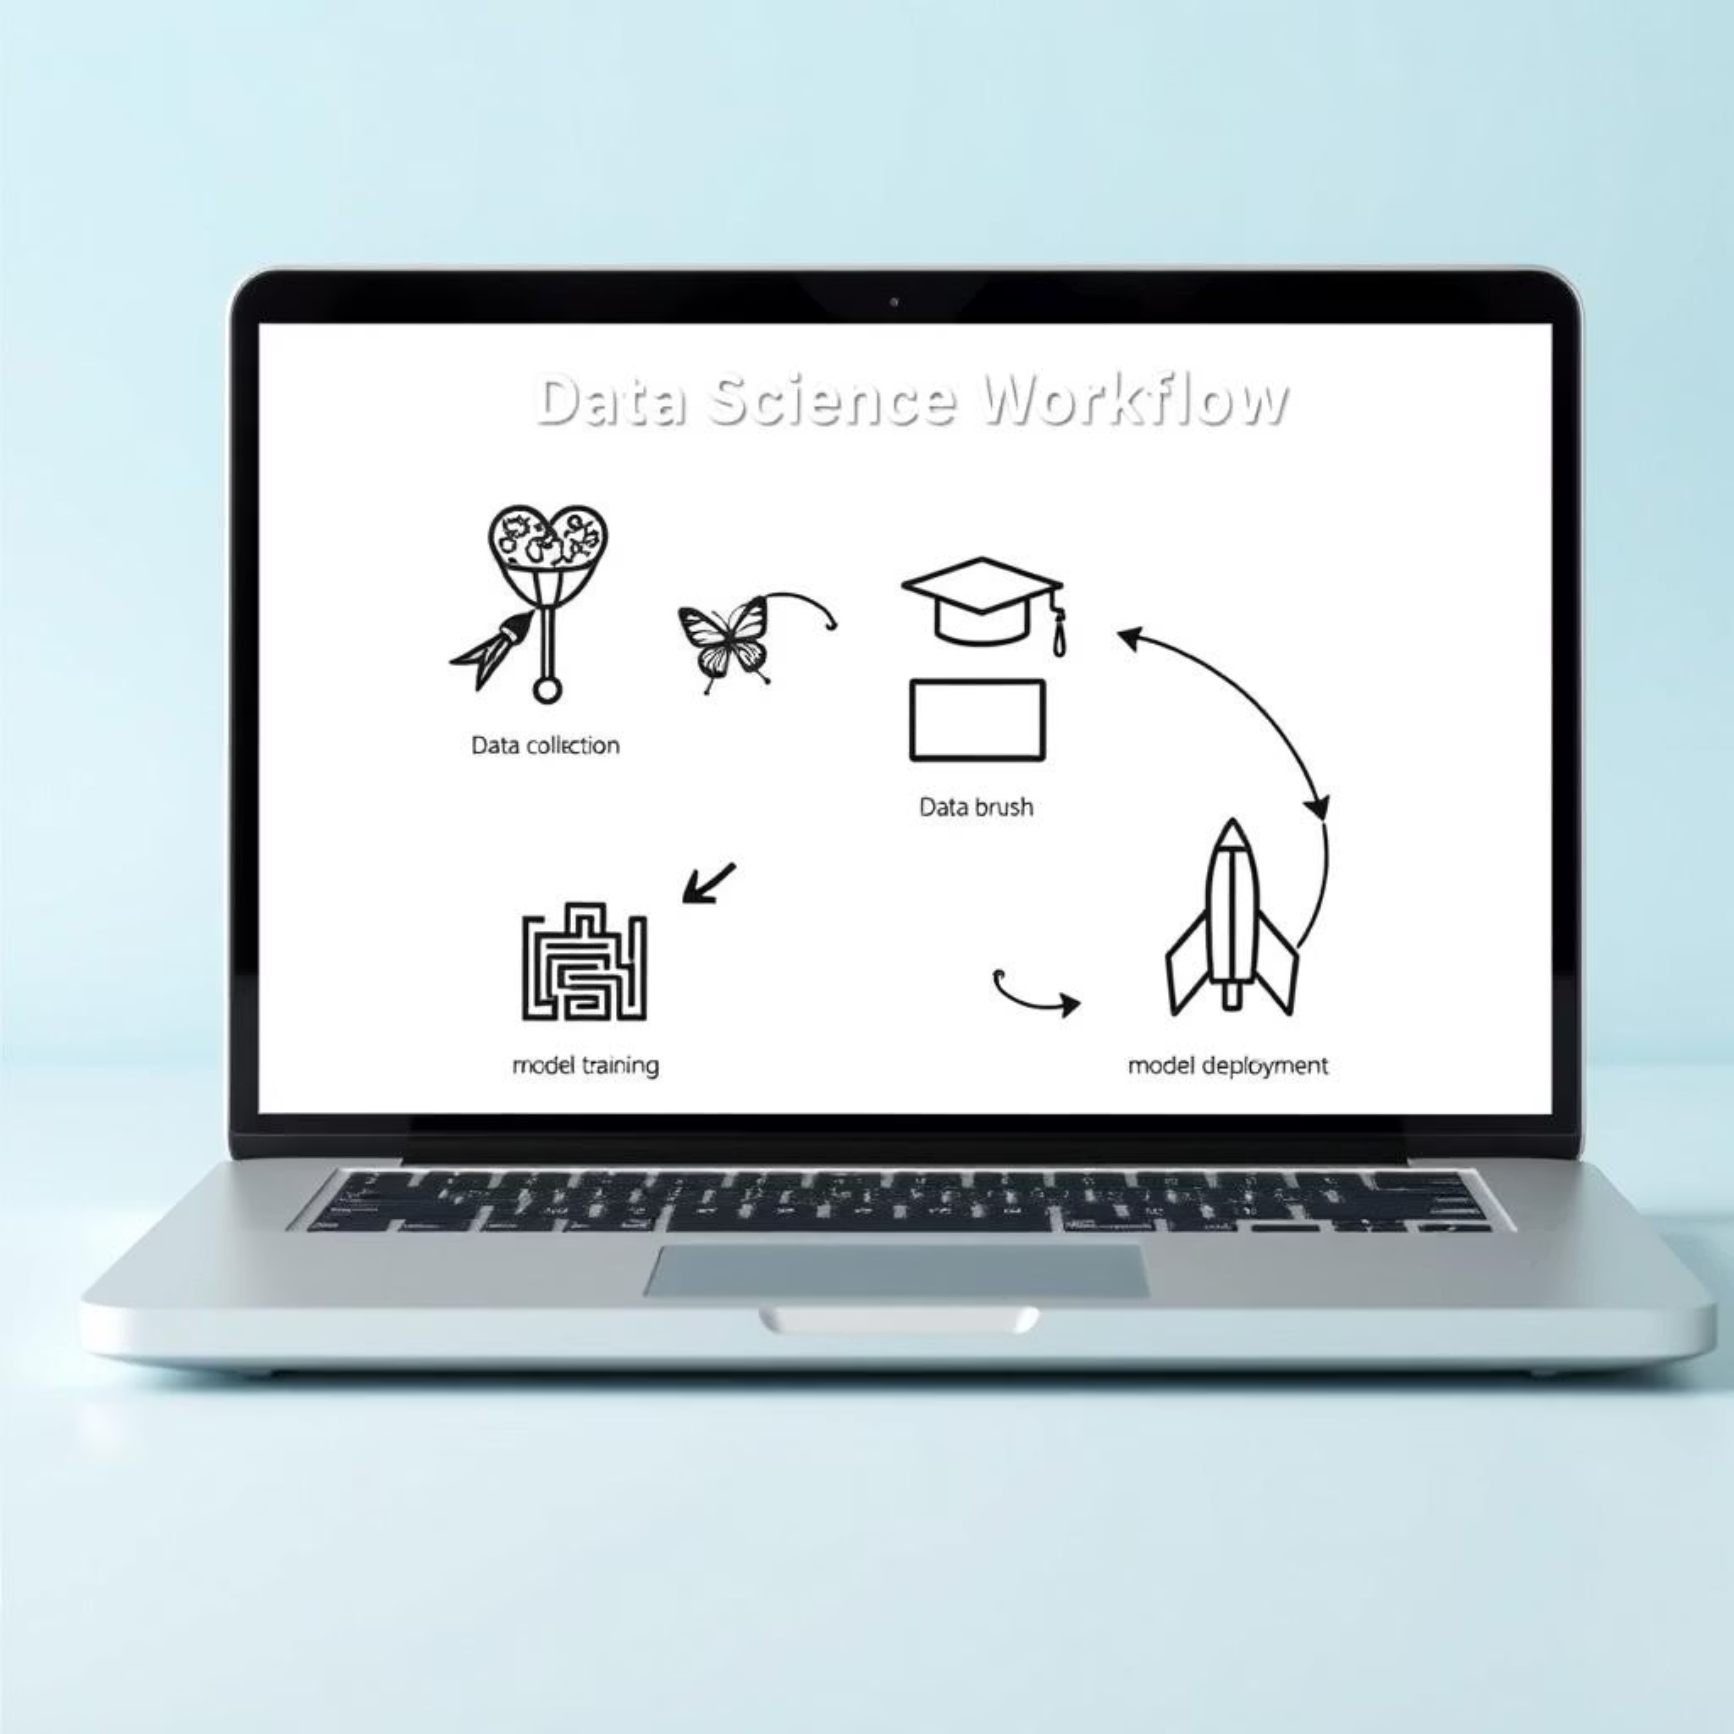 Data Science Workflow
Data collection
Data brush
model training
model deployment